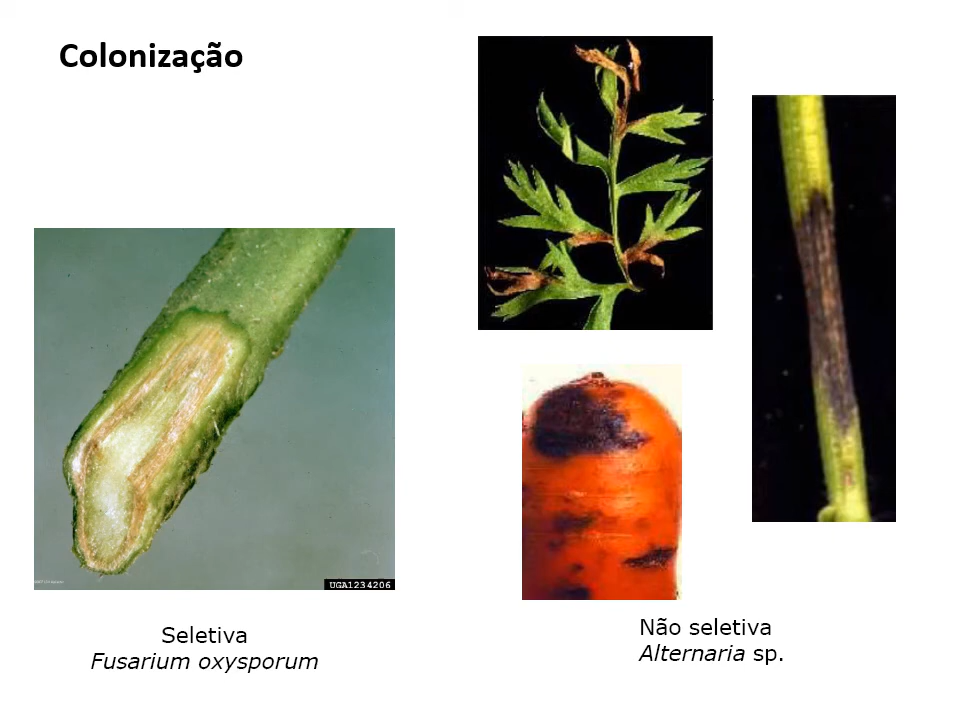 Colonização
UGA1234206
Seletiva
Fusarium oxysporum
Não seletiva
Alternaria sp.